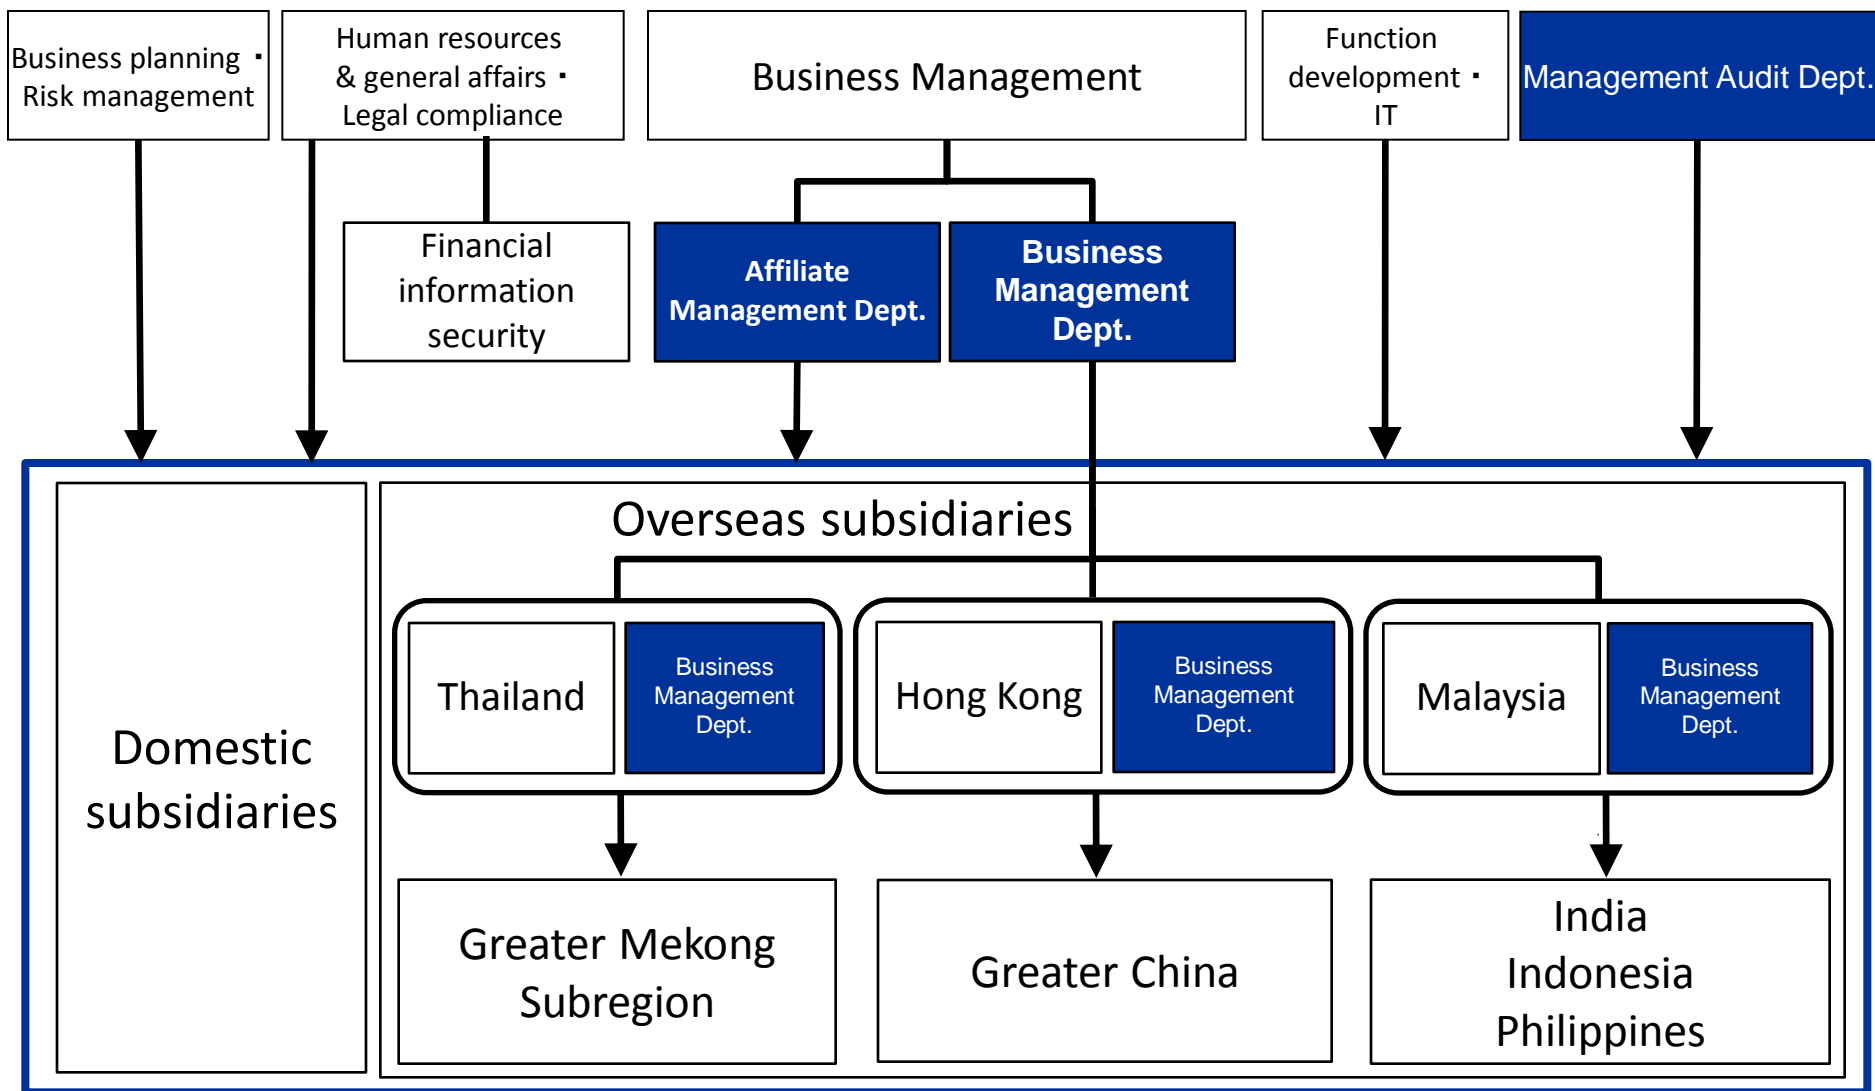 Business planning・
Risk management
Human resources
& general affairs・
Legal compliance
Business Management
Function
development・
IT
Management Audit Dept.
Financial
information
security
Affiliate
Management Dept.
Business
Management
Dept.
Overseas subsidiaries
Domestic
subsidiaries
Thailand
Business
Management
Dept.
Hong Kong
Business
Management
Dept.
Malaysia
Business
Management
Dept.
Greater Mekong
Subregion
Greater China
India
Indonesia
Philippines